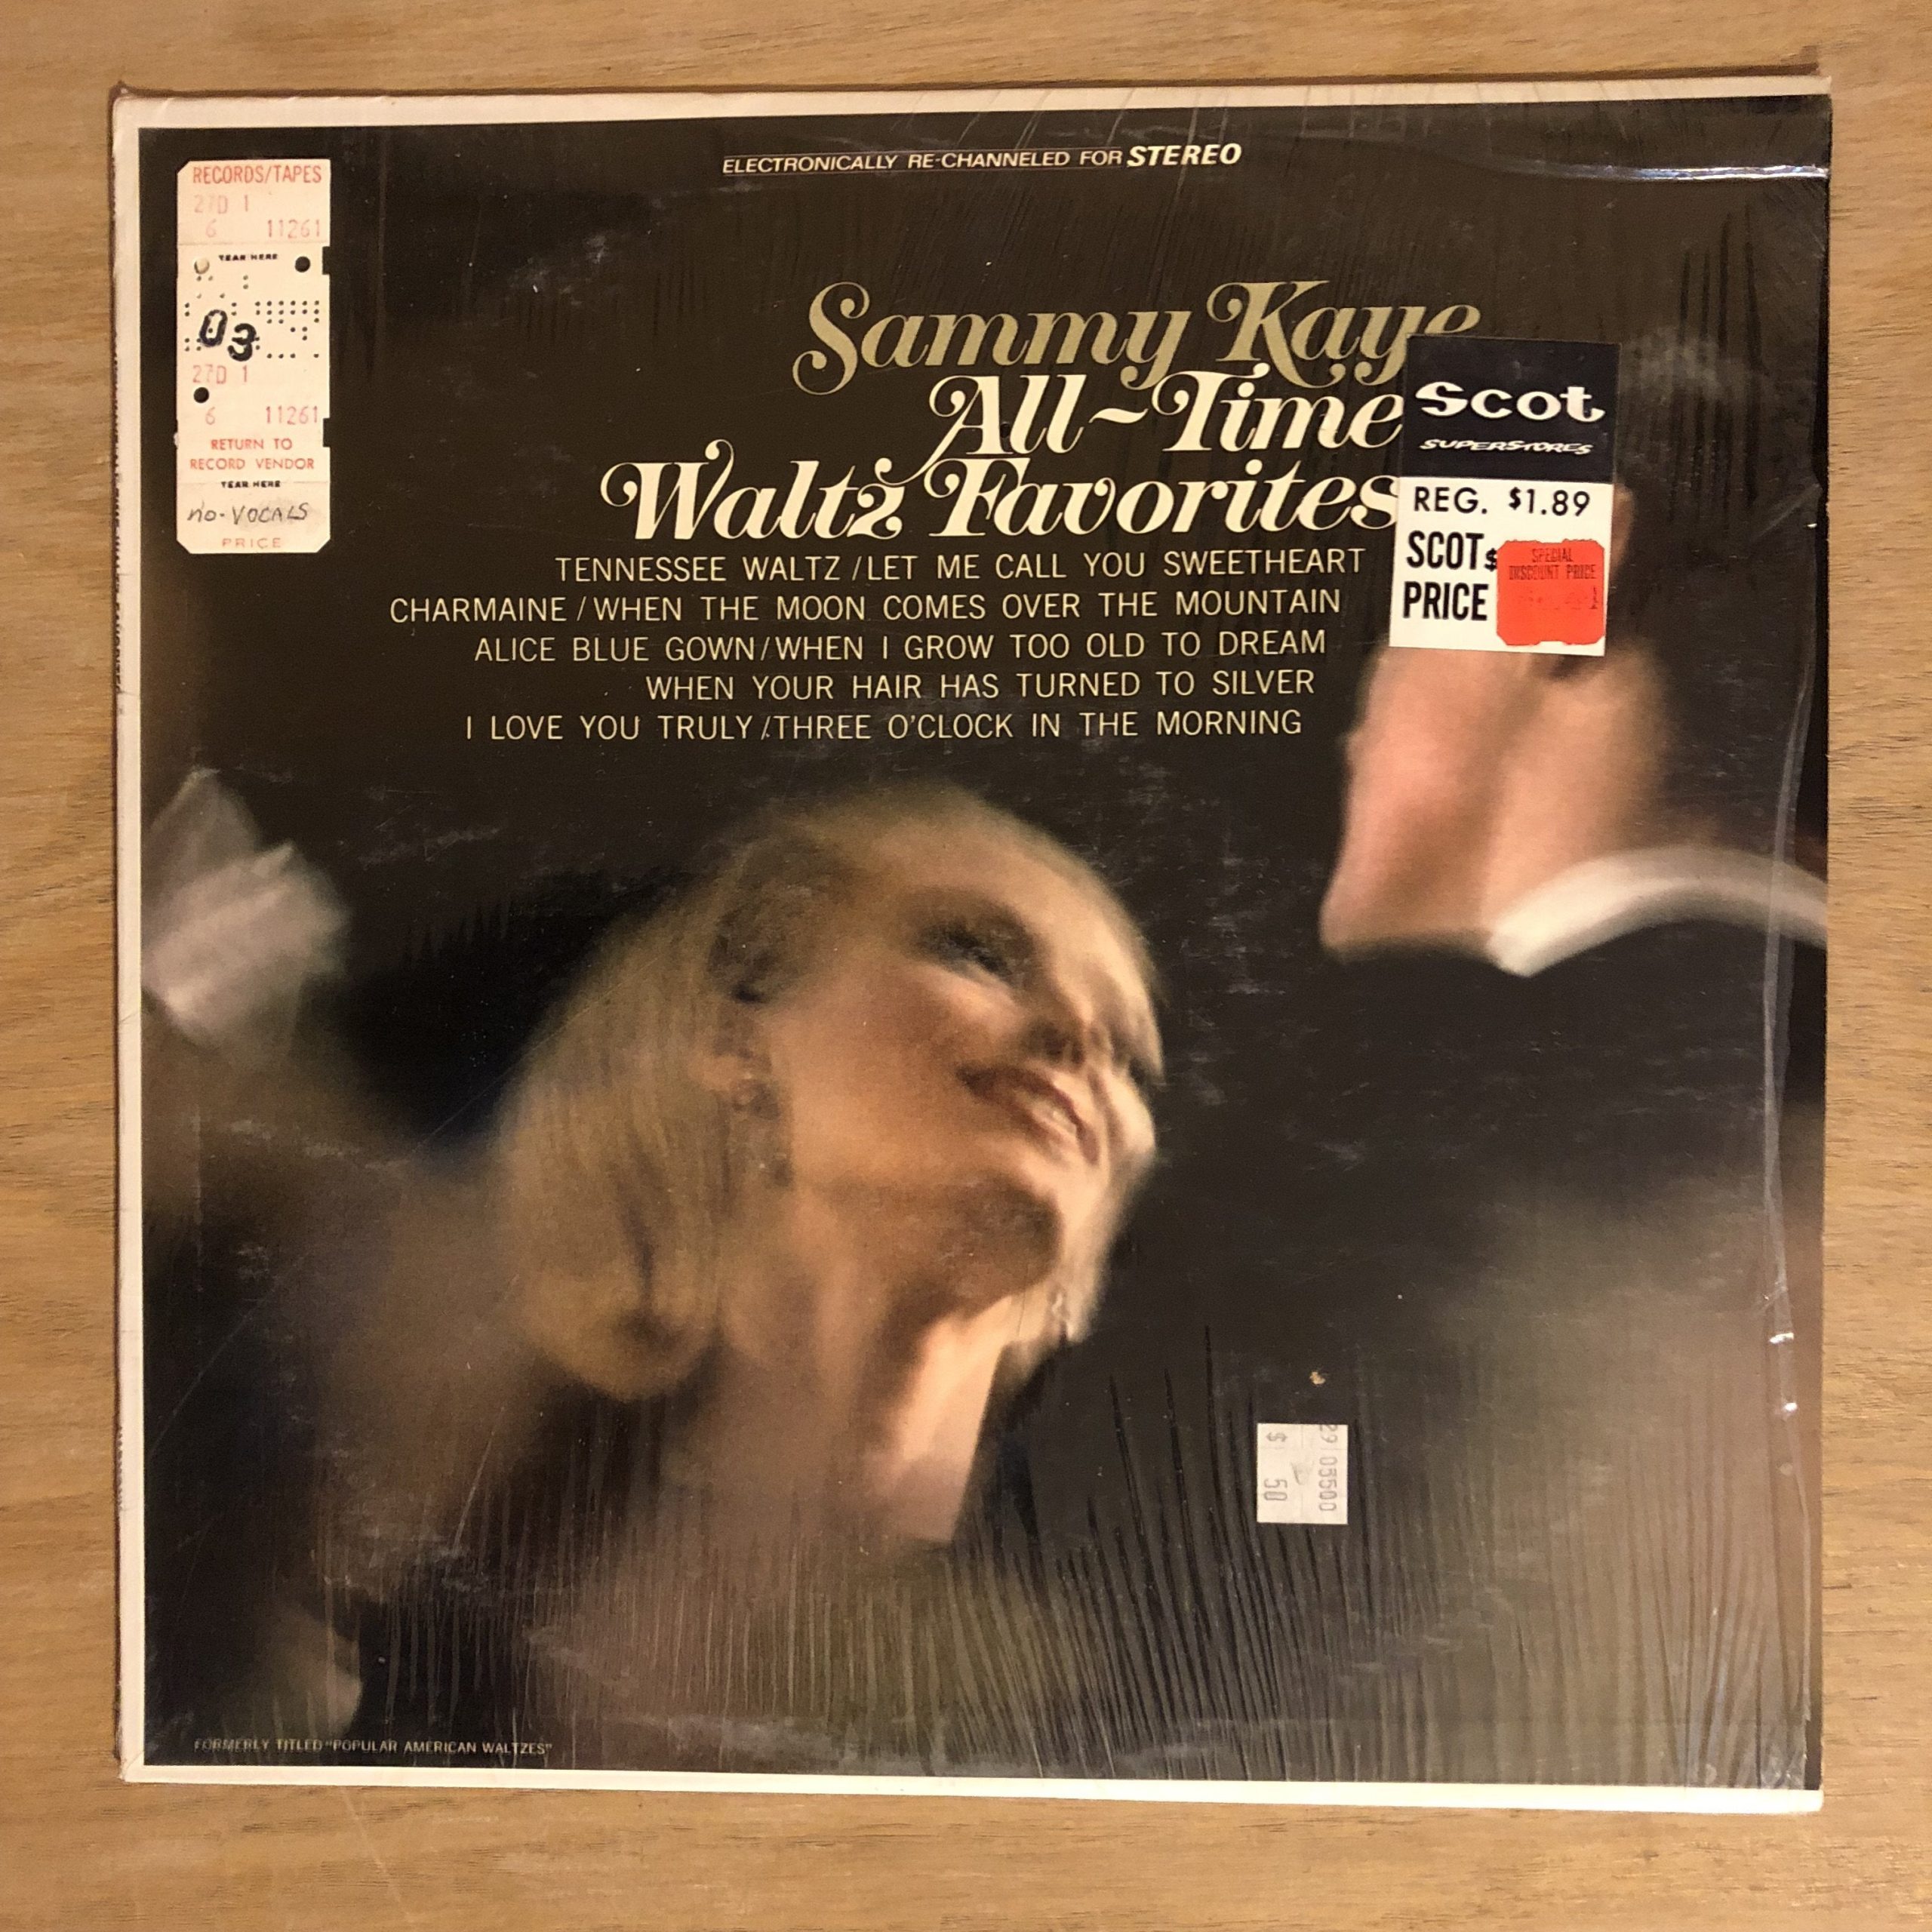 ELECTRONICALLY RE-CHANNELED FOR STEREO
RECORDS/TAPES
27D 1
6 11261
TEAR HERE
03
27D 1
6 11261
RETURN TO
RECORD VENDOR
TEAR HERE
no-VOCALS
PRICE
Sammy Kaye
All~Time
Waltz Favorites
TENNESSEE WALTZ / LET ME CALL YOU SWEETHEART
CHARMAINE / WHEN THE MOON COMES OVER THE MOUNTAIN
ALICE BLUE GOWN / WHEN I GROW TOO OLD TO DREAM
WHEN YOUR HAIR HAS TURNED TO SILVER
I LOVE YOU TRULY / THREE O'CLOCK IN THE MORNING
Scot
SUPERSTORES
REG. $1.89
SCOT $
PRICE
SPECIAL
DISCOUNT PRICE
29 05500
$ 50
FORMERLY TITLED "POPULAR AMERICAN WALTZES"